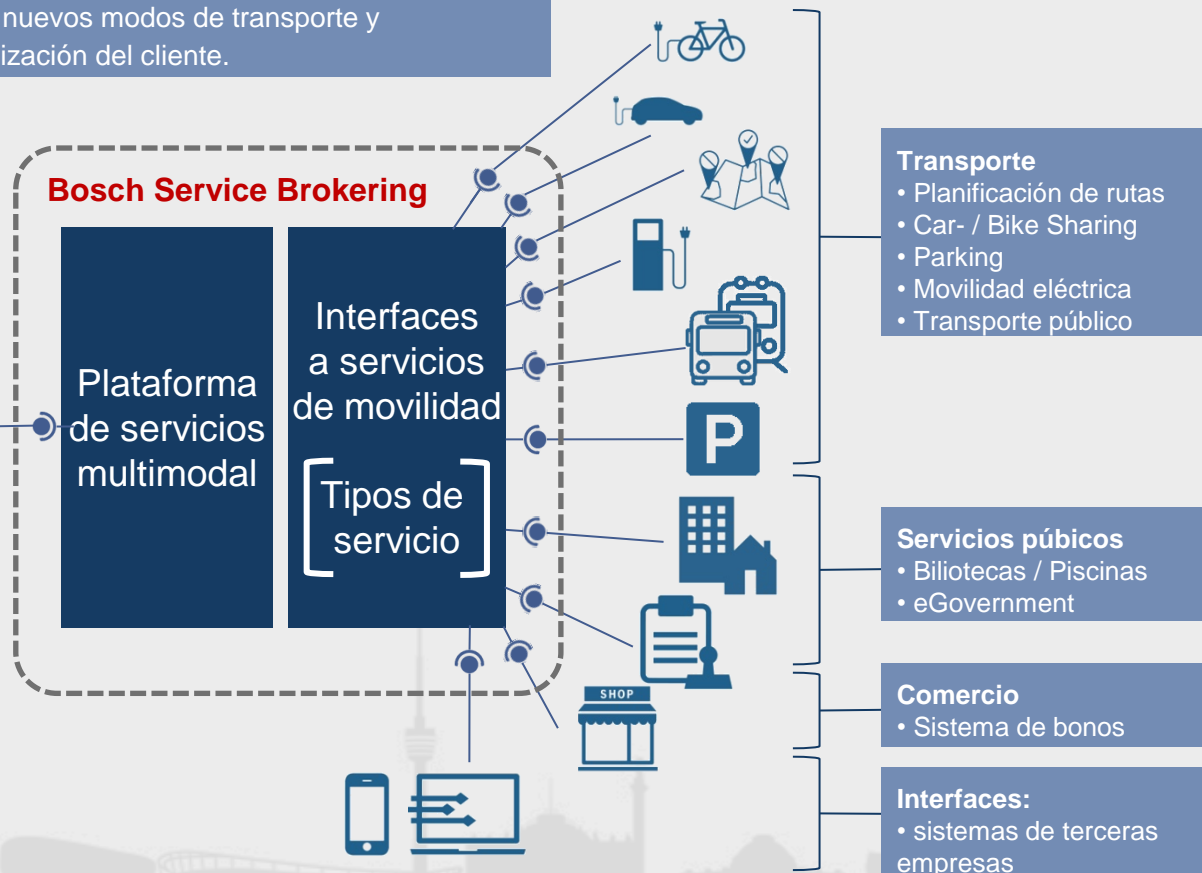 nuevos modos de transporte y
ización del cliente.
Bosch Service Brokering
Plataforma
de servicios
multimodal
Interfaces
a servicios
de movilidad
Tipos de
servicio
P
SHOP
Transporte
• Planificación de rutas
• Car- / Bike Sharing
• Parking
• Movilidad eléctrica
• Transporte público
Servicios púbicos
• Biliotecas / Piscinas
• eGovernment
Comercio
• Sistema de bonos
Interfaces:
• sistemas de terceras
empresas